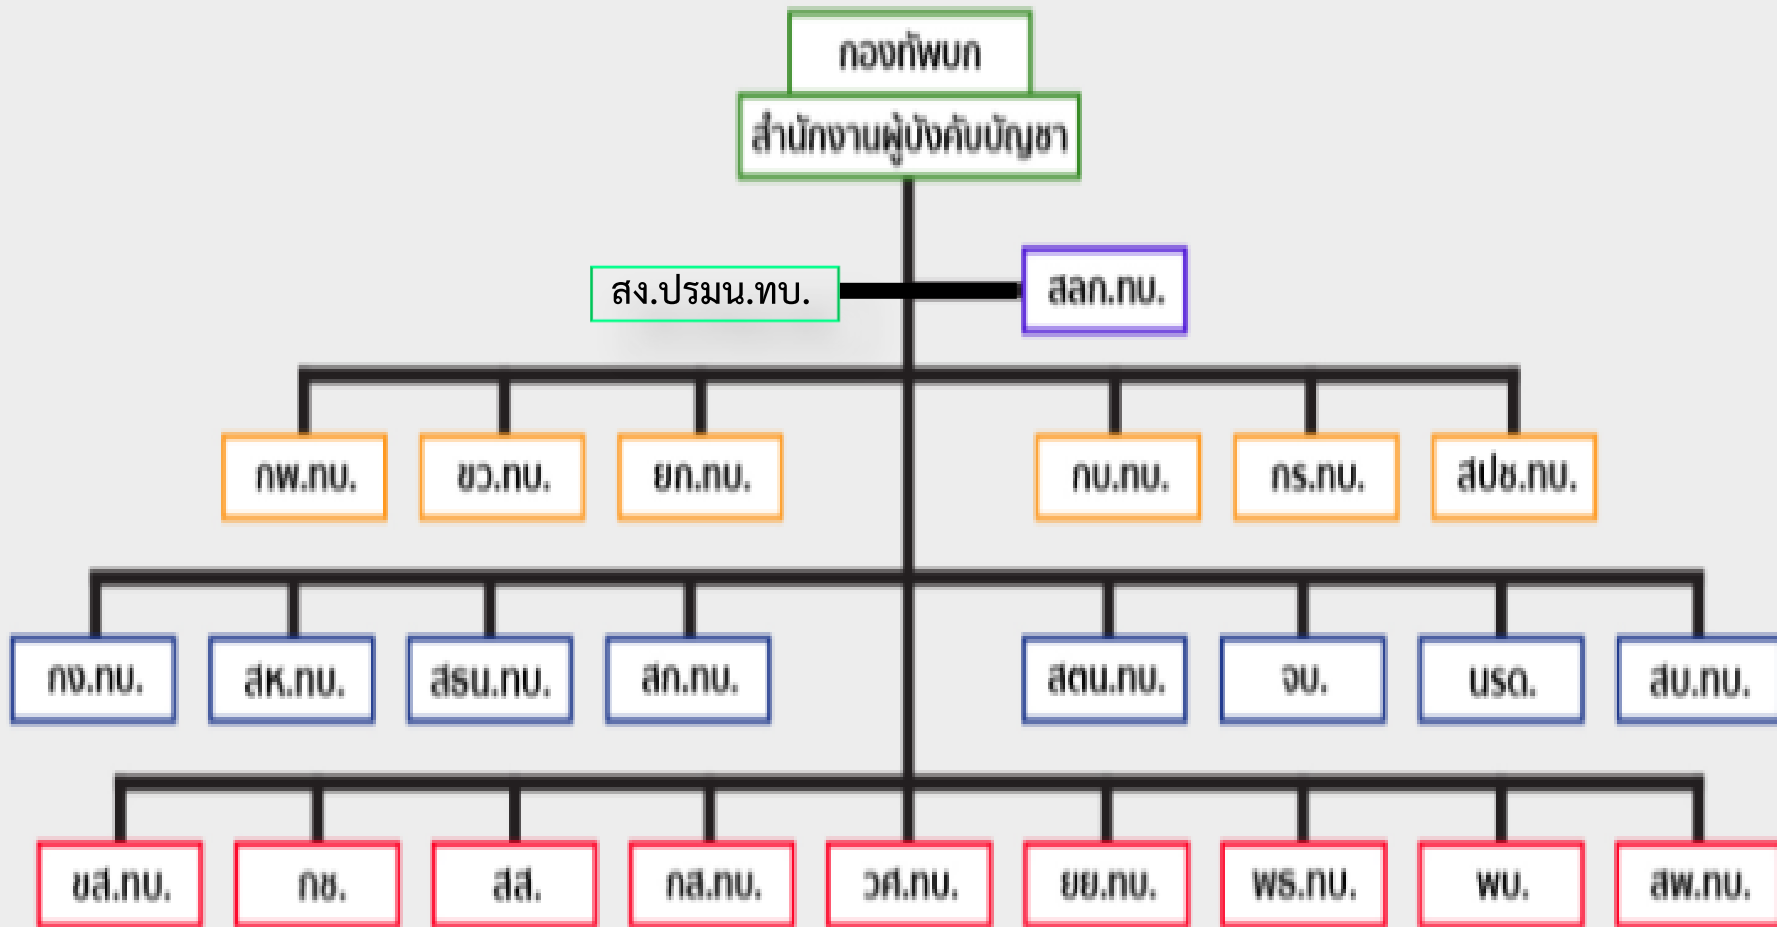 กองทัพบก
สำนักงานผู้บังคับบัญชา
สง.ปรมน.ทบ.
สลก.ทบ.
กพ.ทบ.
ขว.ทบ.
ยก.ทบ.
กบ.ทบ.
กร.ทบ.
สปช.ทบ.
กง.ทบ.
สห.ทบ.
สธน.ทบ.
สก.ทบ.
สตน.ทบ.
จบ.
นรด.
สบ.ทบ.
ขส.ทบ.
กช.
สส.
กส.ทบ.
วศ.ทบ.
ยย.ทบ.
พธ.ทบ.
พบ.
สพ.ทบ.